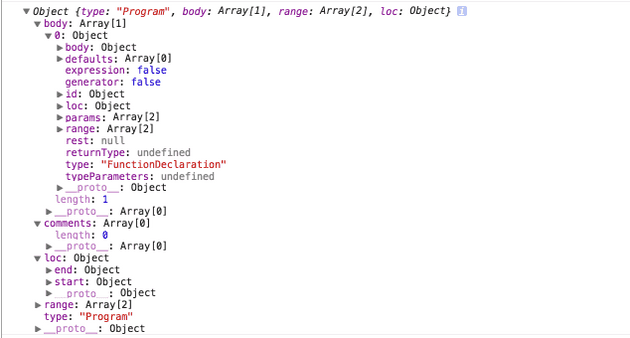 ▼ Object {type: "Program", body: Array[1], range: Array[2], loc: Object} i
▼ body: Array[1]
▼ 0: Object
▶ body: Object
▶ defaults: Array[0]
expression: false
generator: false
▶ id: Object
▶ loc: Object
▶ params: Array[2]
▶ range: Array[2]
rest: null
returnType: undefined
type: "FunctionDeclaration"
typeParameters: undefined
▶ __proto__: Object
length: 1
▶ __proto__: Array[0]
▼ comments: Array[0]
length: 0
▶ __proto__: Array[0]
▼ loc: Object
▶ end: Object
▶ start: Object
▶ __proto__: Object
▶ range: Array[2]
type: "Program"
▶ __proto__: Object